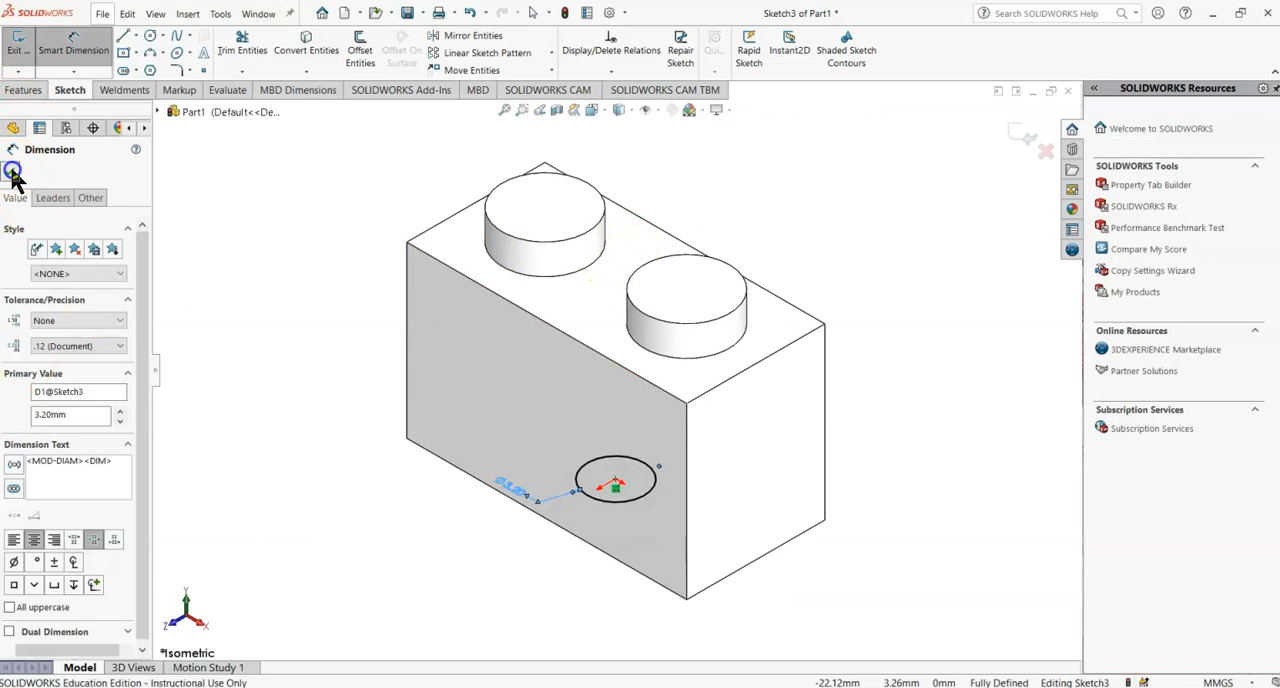 SOLIDWORKS File Edit View Insert Tools Window Sketch3 of Part1 * Search SOLIDWORKS Help
Exit ... Smart Dimension Trim Entities Convert Entities Offset Entities Offset On Surface Mirror Entities Linear Sketch Pattern Move Entities Display/Delete Relations Repair Sketch Qui... Rapid Sketch Instant2D Shaded Sketch Contours
Features Sketch Weldments Markup Evaluate MBD Dimensions SOLIDWORKS Add-Ins MBD SOLIDWORKS CAM SOLIDWORKS CAM TBM
SOLIDWORKS Resources
Part1 (Default<<De...
Dimension
Value Leaders Other
Style
<NONE>
Tolerance/Precision
None
.12 (Document)
Primary Value
D1@Sketch3
3.20mm
Dimension Text
<MOD-DIAM><DIM>
All uppercase
Dual Dimension
Ø3.20
Y
Z
X
*Isometric
Welcome to SOLIDWORKS
SOLIDWORKS Tools
Property Tab Builder
SOLIDWORKS Rx
Performance Benchmark Test
Compare My Score
Copy Settings Wizard
My Products
Online Resources
3DEXPERIENCE Marketplace
Partner Solutions
Subscription Services
Subscription Services
Model 3D Views Motion Study 1
SOLIDWORKS Education Edition - Instructional Use Only -22.12mm 3.26mm 0mm Fully Defined Editing Sketch3 MMGS